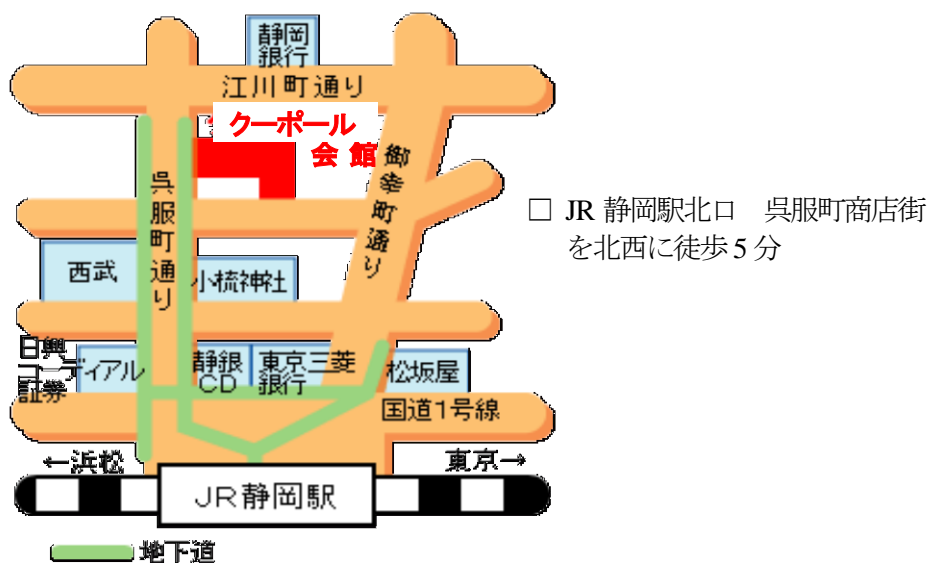 静岡
銀行
江川町通り
クーポール
会館
御幸町通り
呉服町通り
□ JR 静岡駅北口　呉服町商店街
を北西に徒歩5分
西武
小梳神社
日興
コーディアル
証券
静銀
CD
東京三菱
銀行
松坂屋
国道1号線
←浜松
東京→
JR静岡駅
地下道